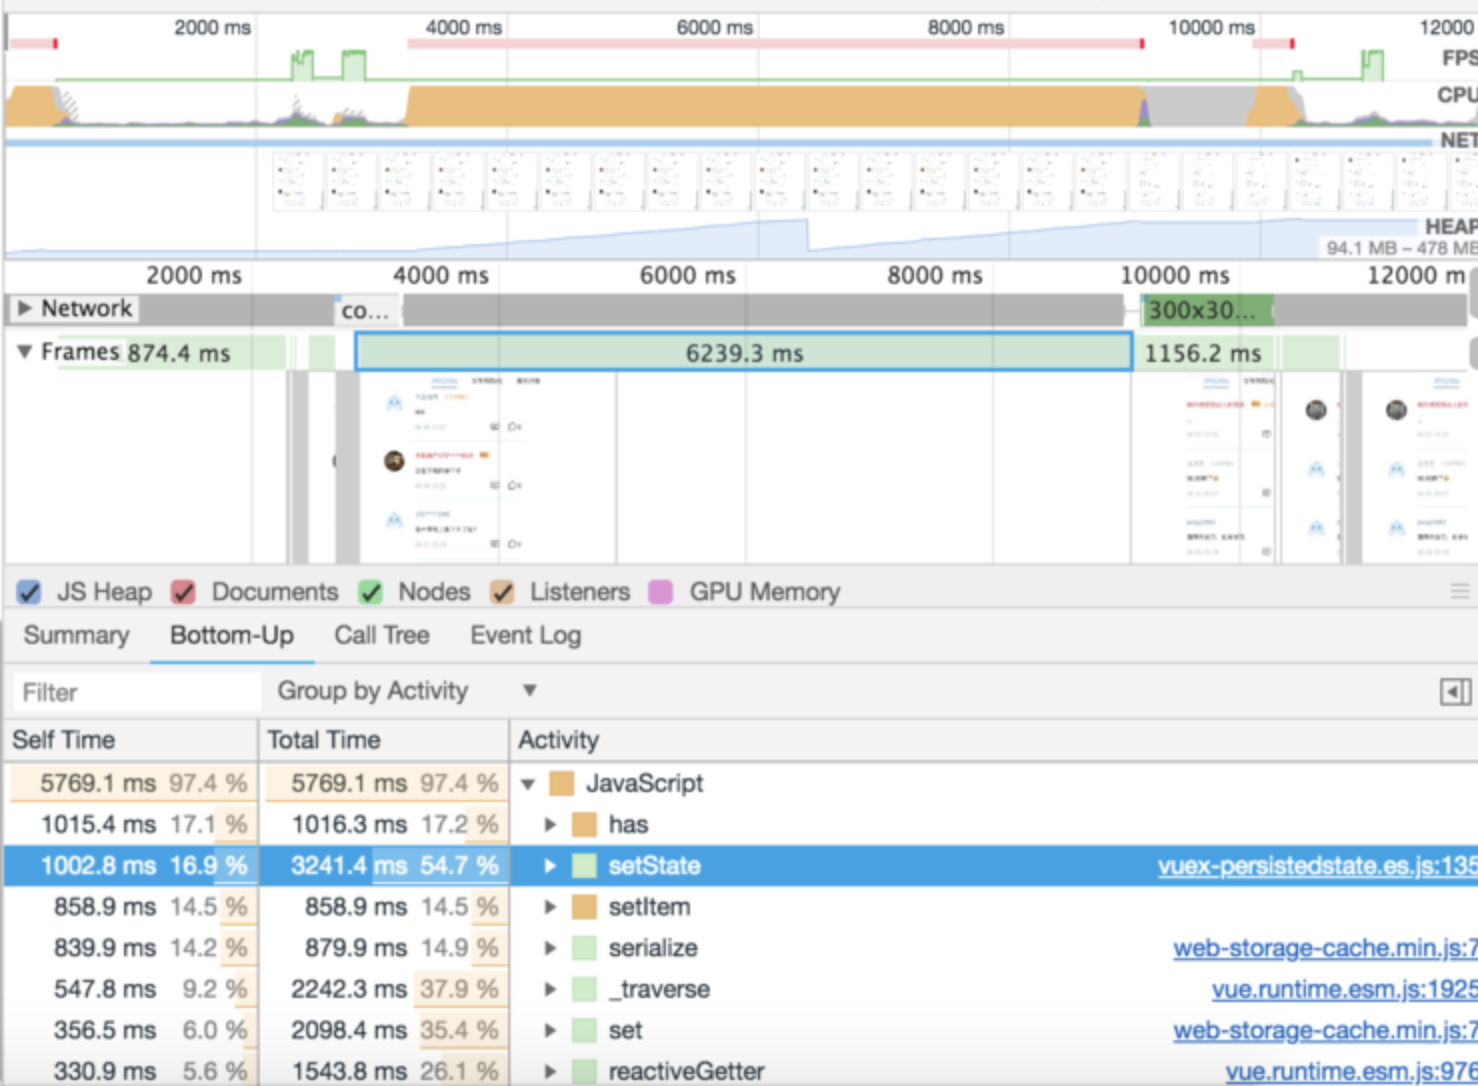 2000 ms 4000 ms 6000 ms 8000 ms 10000 ms 12000
FPS
CPU
NET
HEAP
94.1 MB – 478 MB
2000 ms 4000 ms 6000 ms 8000 ms 10000 ms 12000 m
▶ Network co... 300x30...
▼ Frames 874.4 ms 6239.3 ms 1156.2 ms
JS Heap Documents Nodes Listeners GPU Memory
Summary Bottom-Up Call Tree Event Log
Filter Group by Activity ▼
Self Time Total Time Activity
5769.1 ms 97.4 % 5769.1 ms 97.4 % ▼ JavaScript
1015.4 ms 17.1 % 1016.3 ms 17.2 % ▶ has
1002.8 ms 16.9 % 3241.4 ms 54.7 % ▶ setState vuex-persistedstate.es.js:135
858.9 ms 14.5 % 858.9 ms 14.5 % ▶ setItem
839.9 ms 14.2 % 879.9 ms 14.9 % ▶ serialize web-storage-cache.min.js:7
547.8 ms 9.2 % 2242.3 ms 37.9 % ▶ _traverse vue.runtime.esm.js:1925
356.5 ms 6.0 % 2098.4 ms 35.4 % ▶ set web-storage-cache.min.js:7
330.9 ms 5.6 % 1543.8 ms 26.1 % ▶ reactiveGetter vue.runtime.esm.js:976